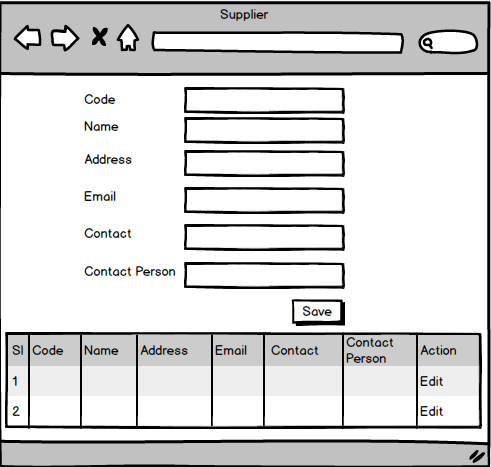 Supplier
Code
Name
Address
Email
Contact
Contact Person
Save
Sl Code Name Address Email Contact Contact Person Action
1 Edit
2 Edit